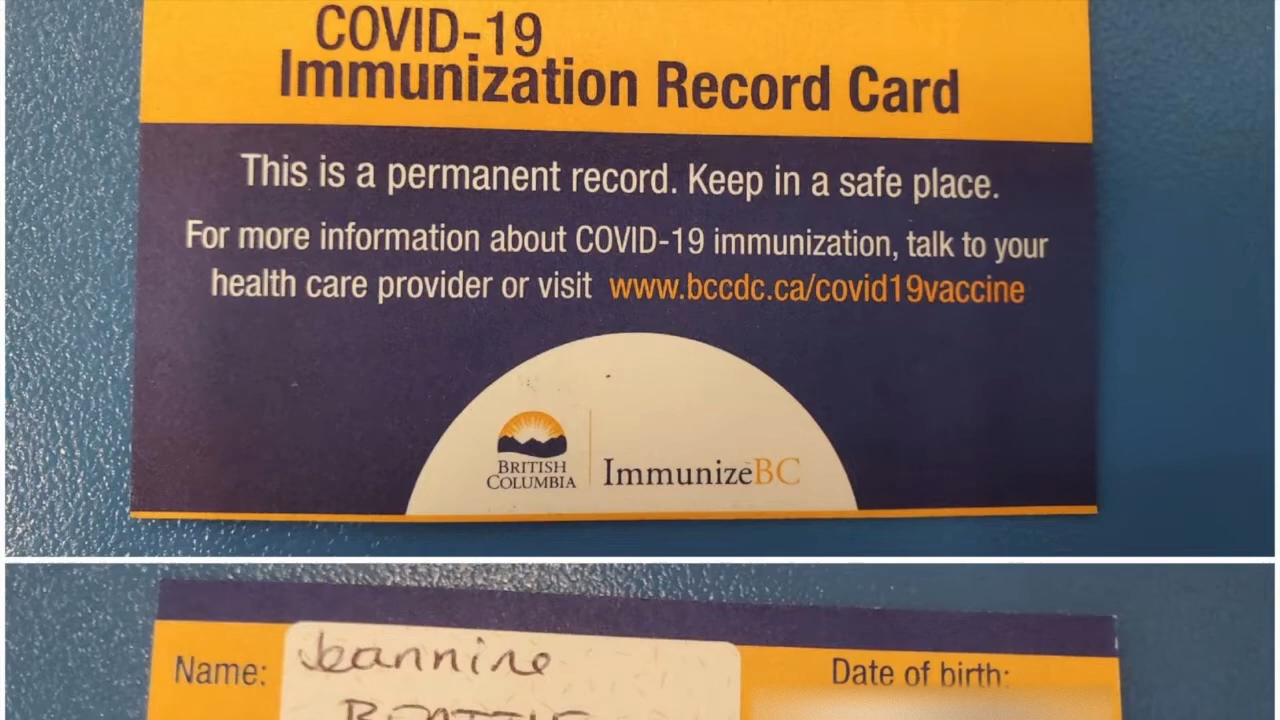 COVID-19
Immunization Record Card
This is a permanent record. Keep in a safe place.
For more information about COVID-19 immunization, talk to your
health care provider or visit www.bccdc.ca/covid19vaccine
BRITISH
COLUMBIA
ImmunizeBC
Name: Jeannine
Date of birth: